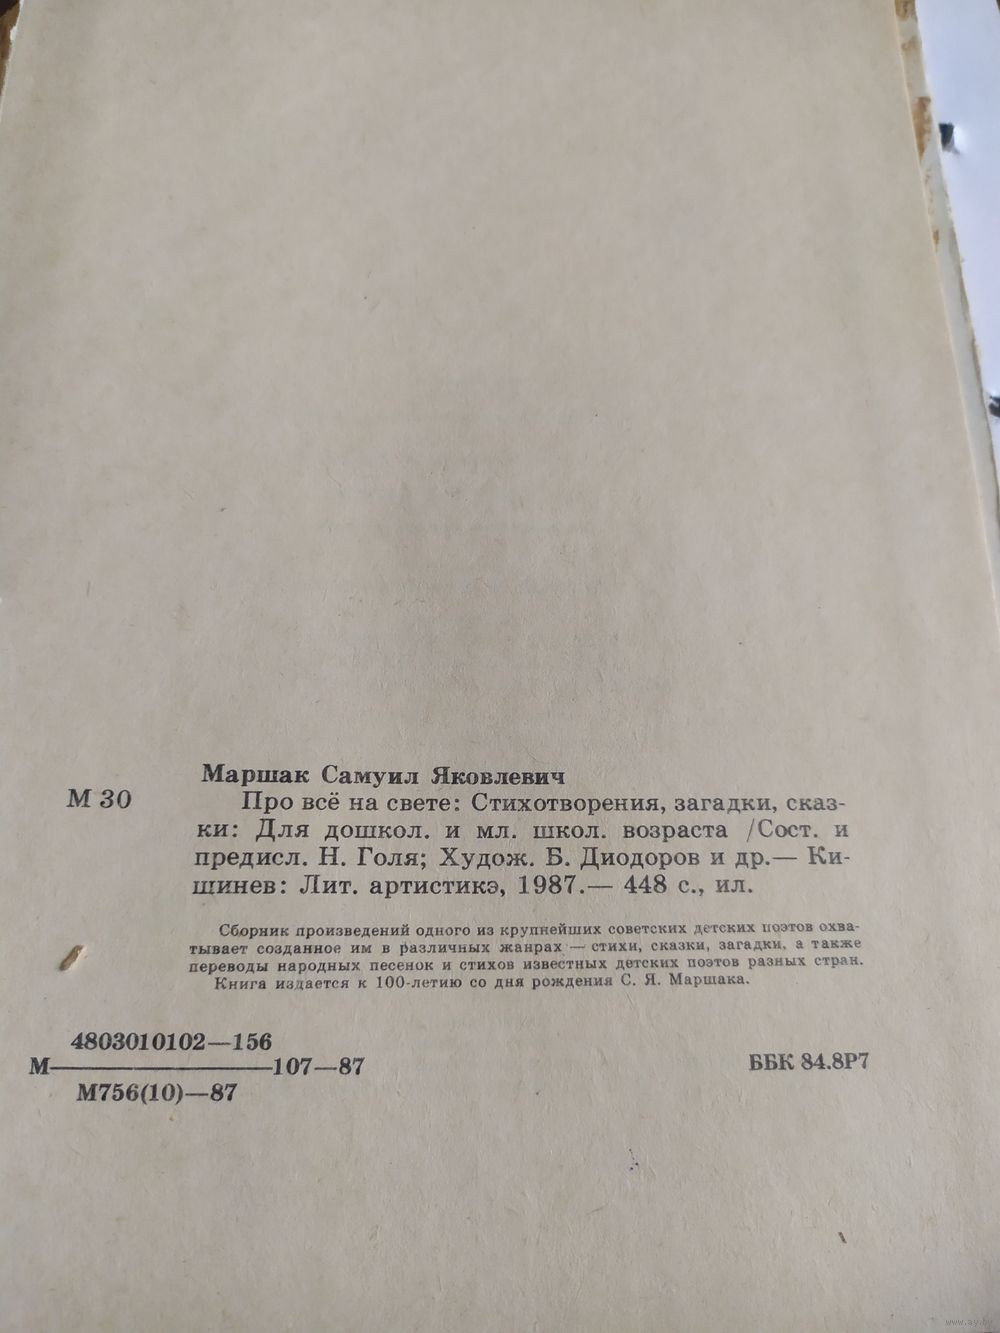 Маршак Самуил Яковлевич
М 30
Про всё на свете: Стихотворения, загадки, сказ-
ки: Для дошкол. и мл. школ. возраста /Сост. и
предисл. Н. Голя; Худож. Б. Диодоров и др.— Ки-
шинев: Лит. артистикэ, 1987.— 448 с., ил.
Сборник произведений одного из крупнейших советских детских поэтов охва-
тывает созданное им в различных жанрах — стихи, сказки, загадки, а также
переводы народных песенок и стихов известных детских поэтов разных стран.
Книга издается к 100-летию со дня рождения С. Я. Маршака.
4803010102—156
М————107—87
М756(10)—87
ББК 84.8Р7
www.ay.by